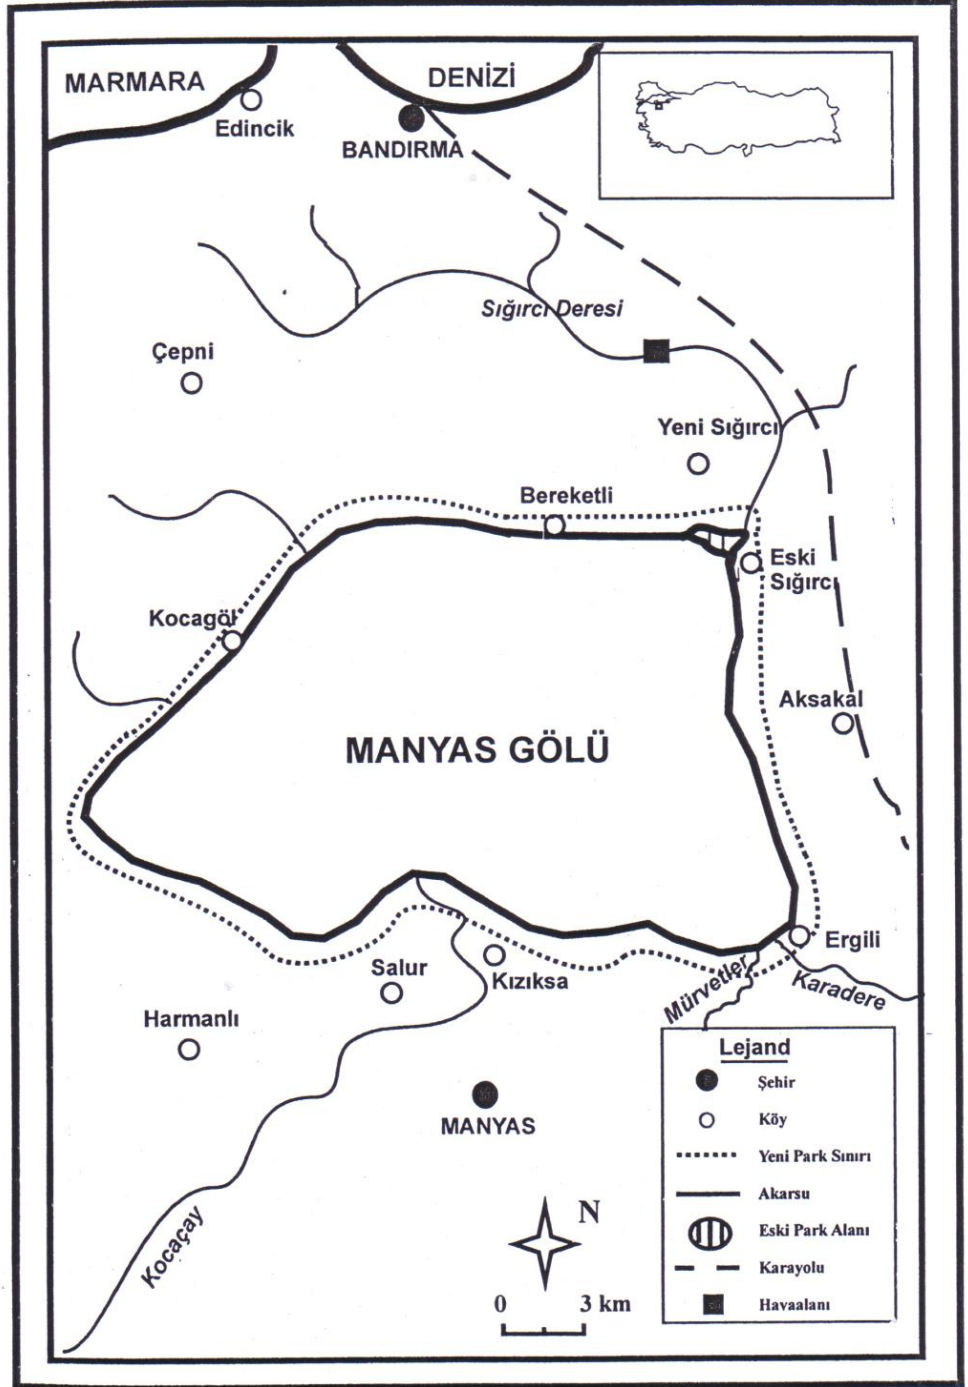 MARMARA
DENİZİ
Edincik
BANDIRMA
Sığırcı Deresi
Çepni
Yeni Sığırcı
Bereketli
Eski
Sığırcı
Kocagöl
Aksakal
MANYAS GÖLÜ
Ergili
Salur
Kızıksa
Mürvetler
Karadere
Harmanlı
MANYAS
Kocaçay
N
0 3 km
Lejand
Şehir
Köy
Yeni Park Sınırı
Akarsu
Eski Park Alanı
Karayolu
Havaalanı